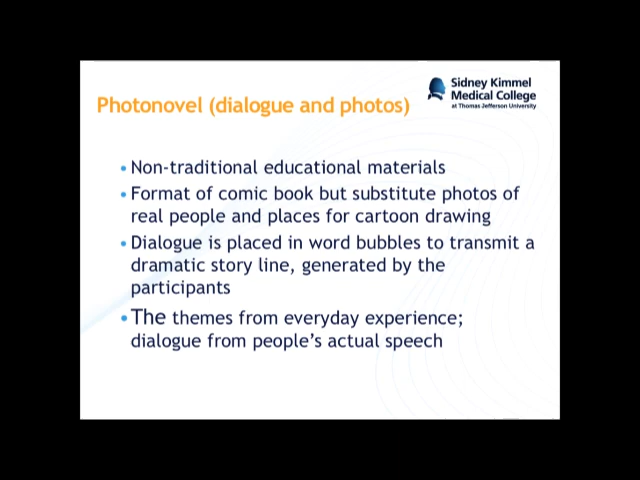 Sidney Kimmel
Medical College
at Thomas Jefferson University
Photonovel (dialogue and photos)
• Non-traditional educational materials
• Format of comic book but substitute photos of
real people and places for cartoon drawing
• Dialogue is placed in word bubbles to transmit a
dramatic story line, generated by the
participants
• The themes from everyday experience;
dialogue from people's actual speech